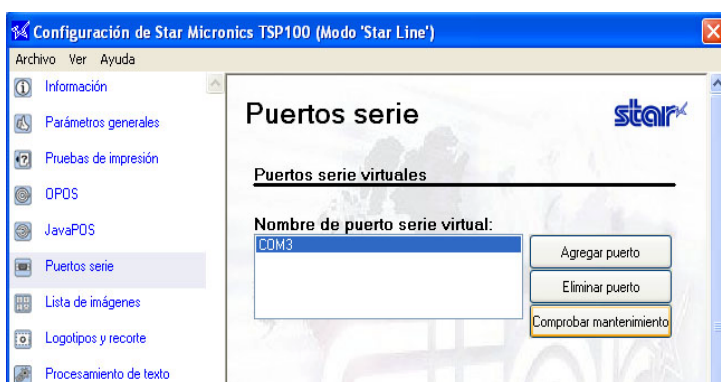 Configuración de Star Micronics TSP100 (Modo 'Star Line')
Archivo Ver Ayuda
Información
Parámetros generales
Pruebas de impresión
OPOS
JavaPOS
Puertos serie
Lista de imágenes
Logotipos y recorte
Procesamiento de texto
Puertos serie
star
Puertos serie virtuales
Nombre de puerto serie virtual:
COM3
Agregar puerto
Eliminar puerto
Comprobar mantenimiento